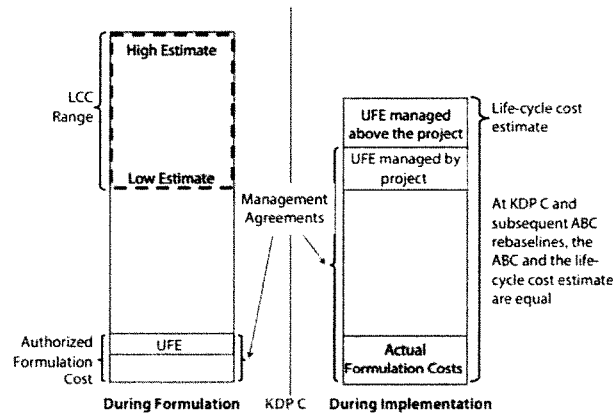 High Estimate
LCC
Range
Low Estimate
UFE
Authorized
Formulation
Cost
During Formulation
Management
Agreements
KDP C
UFE managed
above the project
UFE managed by
project
Actual
Formulation Costs
During Implementation
Life-cycle cost
estimate
At KDP C and
subsequent ABC
rebaselines, the
ABC and the life-
cycle cost estimate
are equal